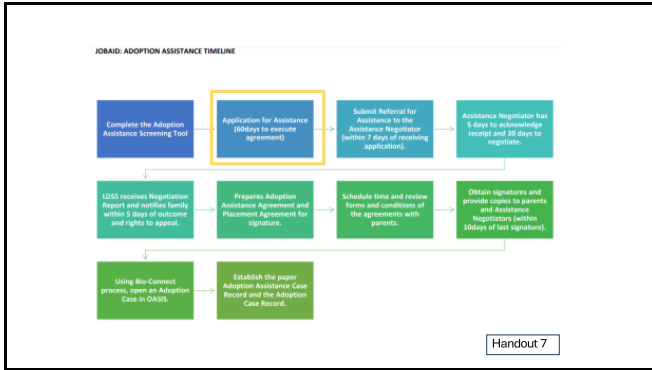 JOBAID: ADOPTION ASSISTANCE TIMELINE
Complete the Adoption
Assistance Screening Tool
Application for Assistance
(60days to execute
agreement)
Submit Referral for
Assistance to the
Assistance Negotiator
(within 7 days of receiving
application).
Assistance Negotiator has
5 days to acknowledge
receipt and 30 days to
negotiate.
LDSS receives Negotiation
Report and notifies family
within 5 days of outcome
and rights to appeal.
Prepares Adoption
Assistance Agreement and
Placement Agreement for
signature.
Schedule time and review
forms and conditions of
the agreements with
parents.
Obtain signatures and
provide copies to parents
and Assistance
Negotiators (within
10days of last signature).
Using Bio-Connect
process, open an Adoption
Case in OASIS.
Establish the paper
Adoption Assistance Case
Record and the Adoption
Case Record.
Handout 7